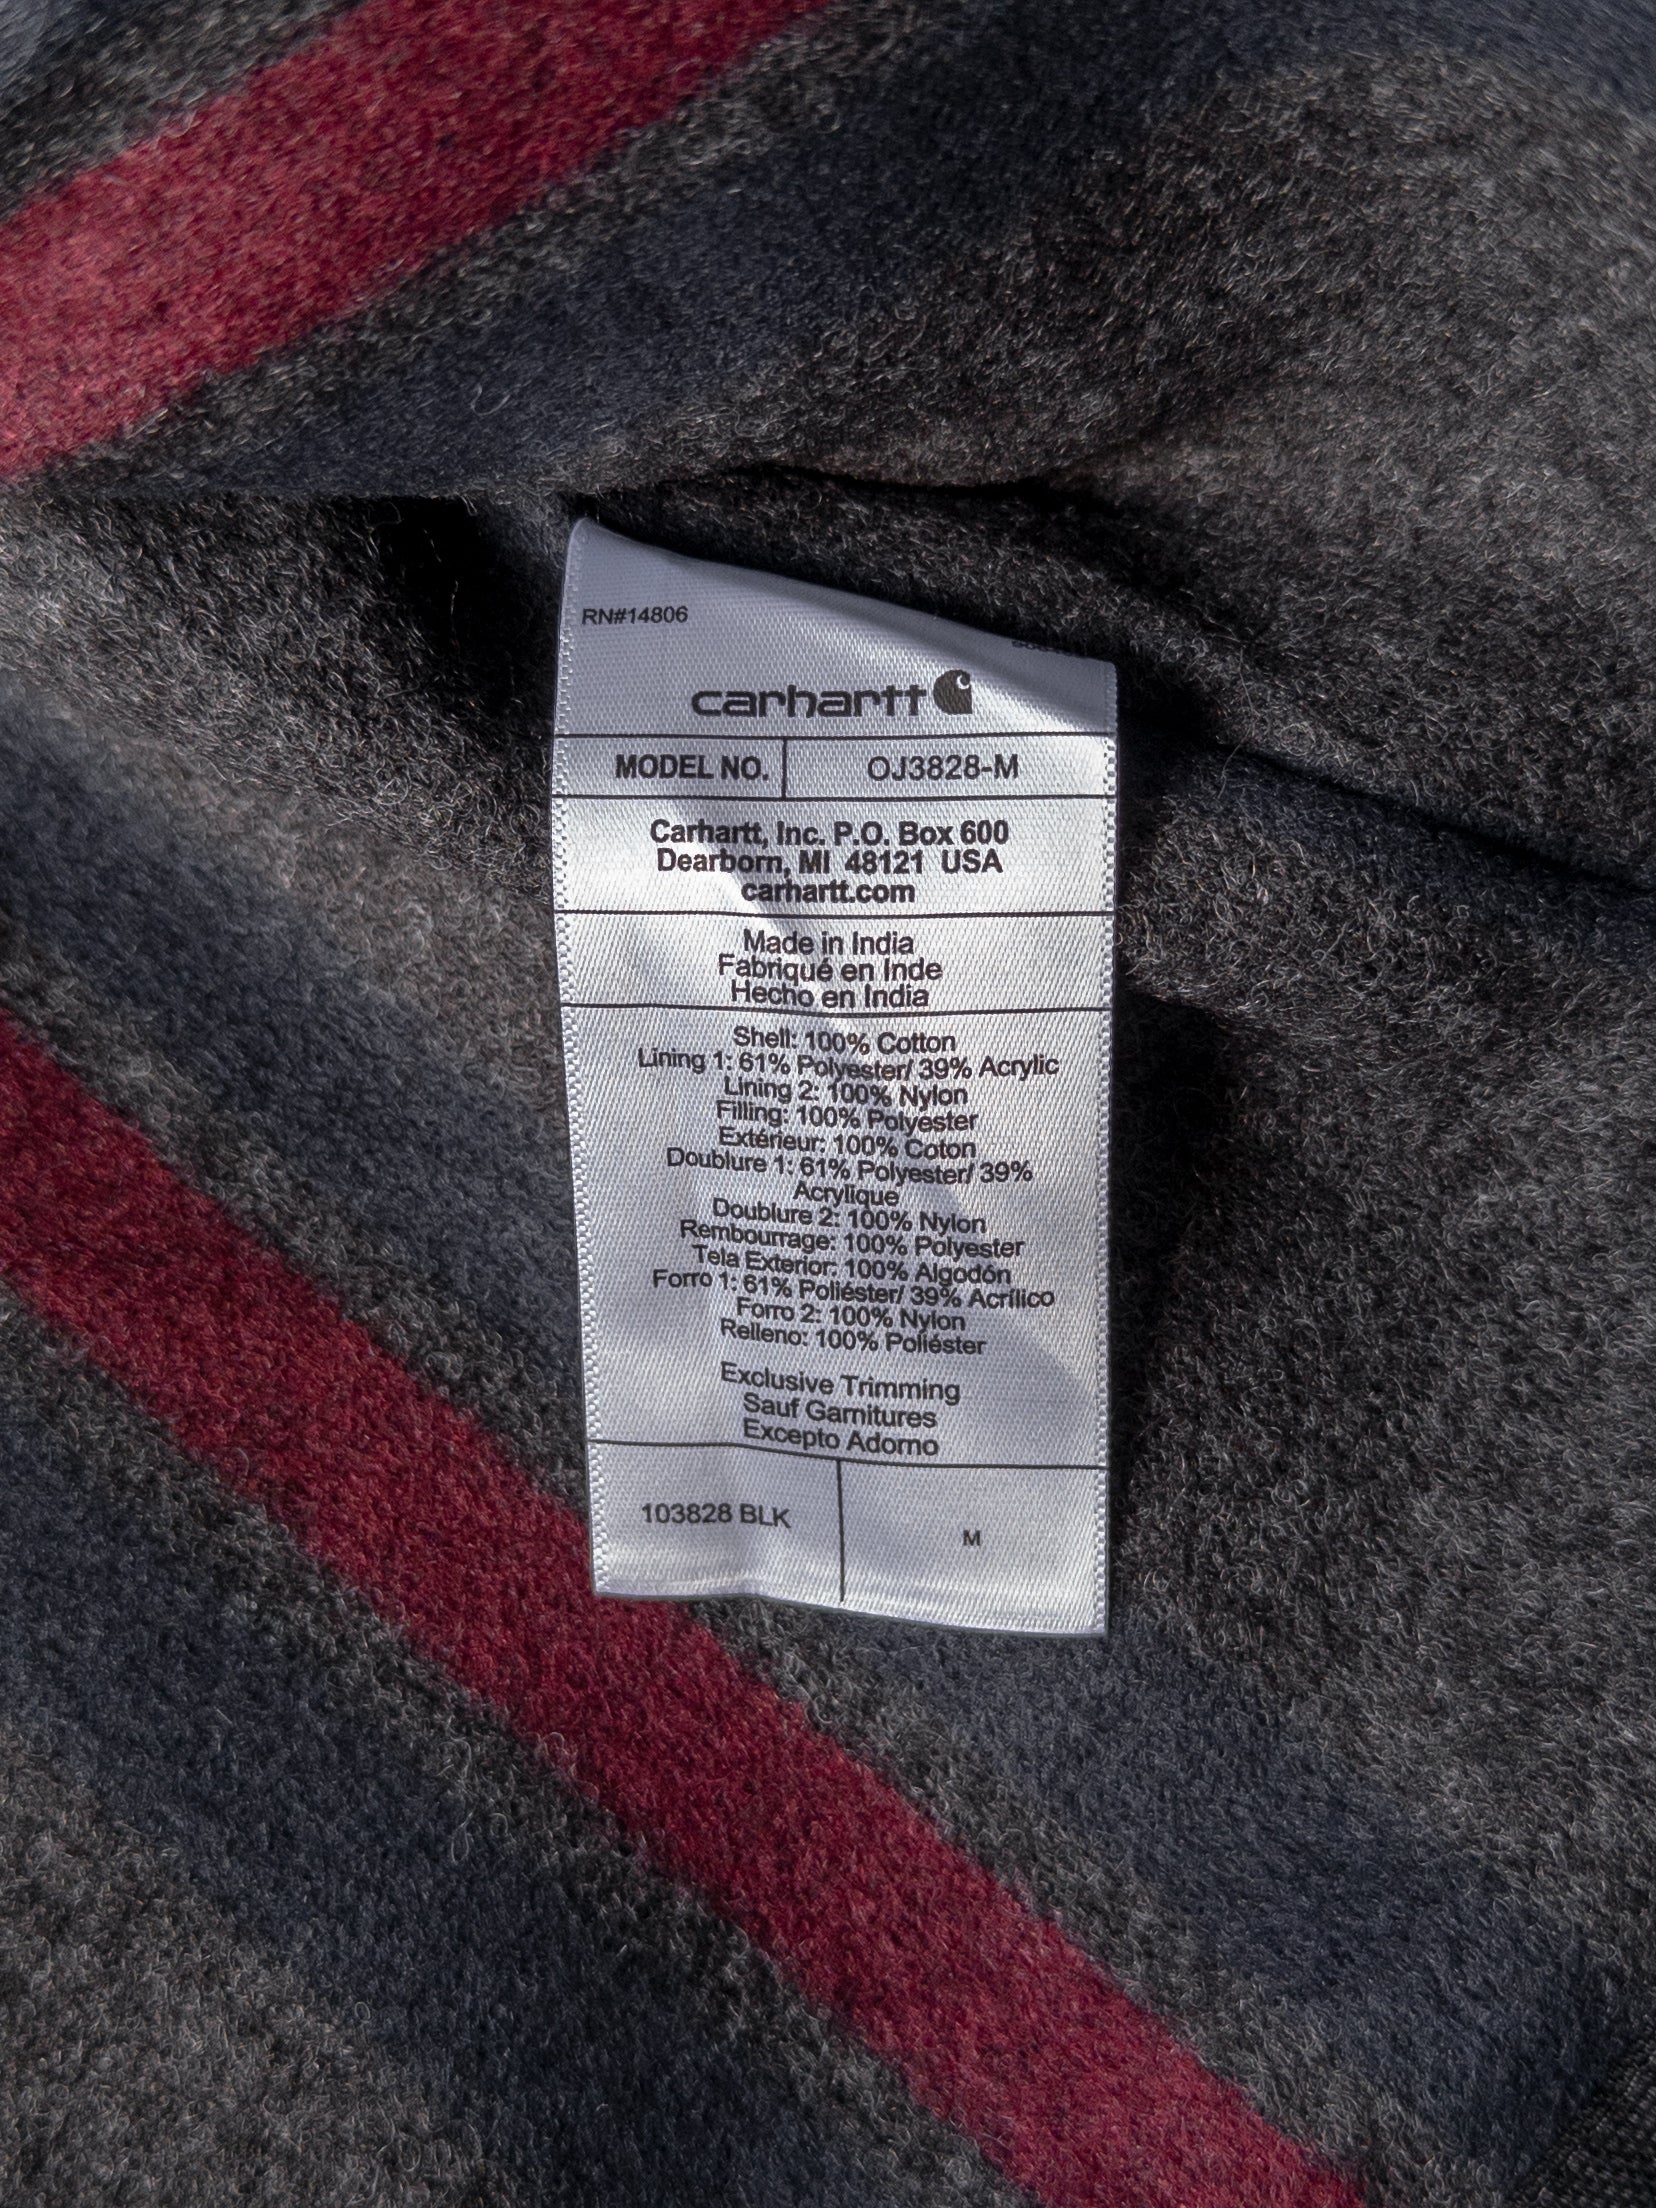 RN#14806
carhartt
MODEL NO. OJ3828-M
Carhartt, Inc. P.O. Box 600
Dearborn, MI 48121 USA
carhartt.com
Made in India
Fabriqué en Inde
Hecho en India
Shell: 100% Cotton
Lining 1: 61% Polyester/ 39% Acrylic
Lining 2: 100% Nylon
Filling: 100% Polyester
Extérieur: 100% Coton
Doublure 1: 61% Polyester/ 39%
Acrylique
Doublure 2: 100% Nylon
Rembourrage: 100% Polyester
Tela Exterior: 100% Algodón
Forro 1: 61% Poliéster/ 39% Acrílico
Forro 2: 100% Nylon
Relleno: 100% Poliéster
Exclusive Trimming
Sauf Garnitures
Excepto Adorno
103828 BLK M